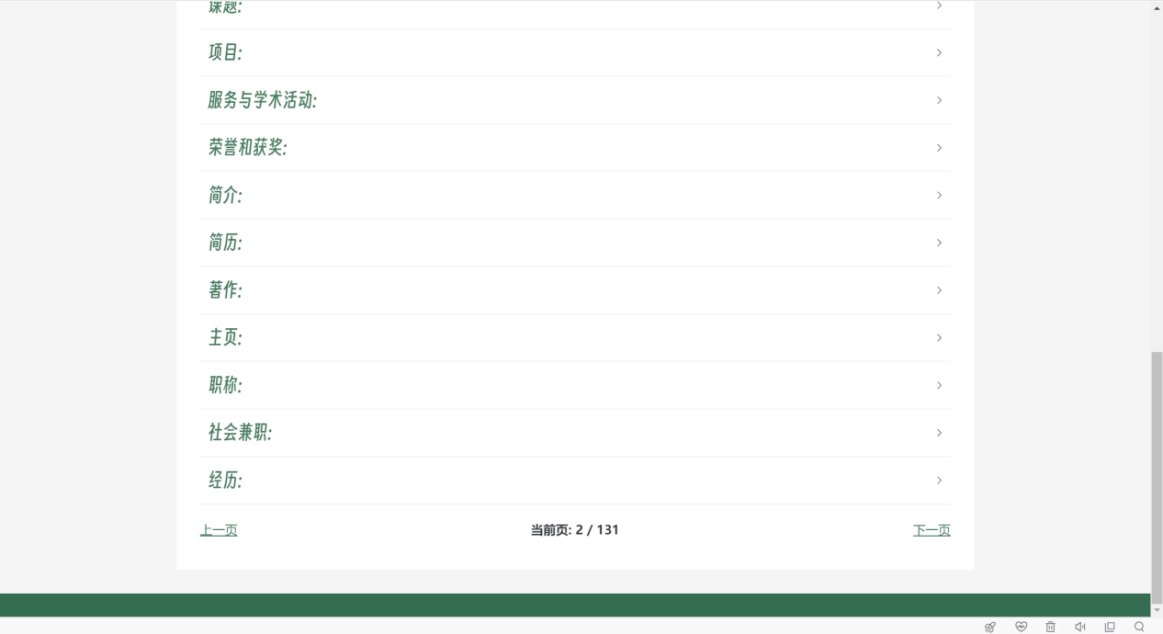 课题:
项目:
服务与学术活动:
荣誉和获奖:
简介:
简历:
著作:
主页:
职称:
社会兼职:
经历:
上一页 当前页: 2 / 131 下一页